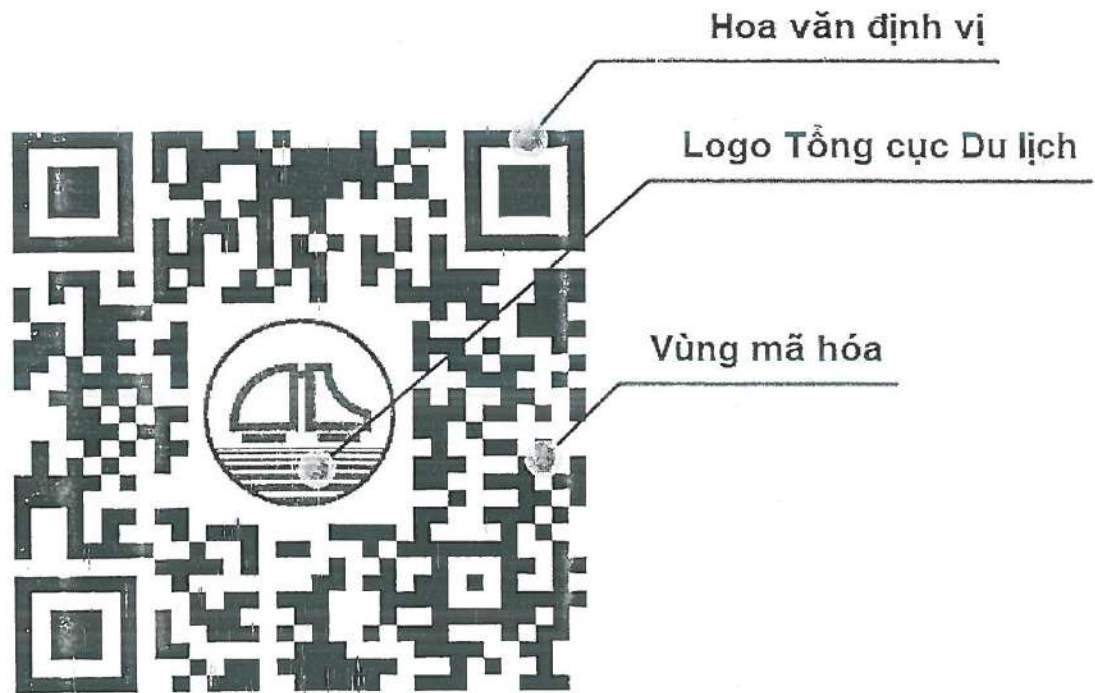 Hoa văn định vị
Logo Tổng cục Du lịch
Vùng mã hóa